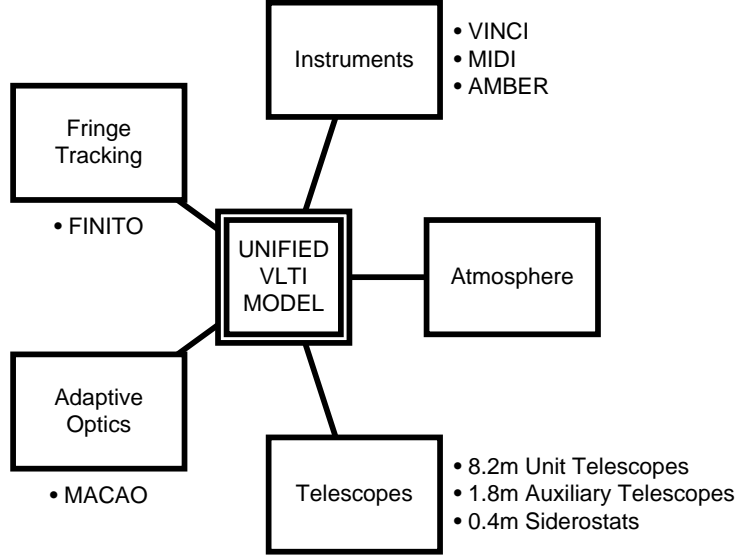 Instruments
• VINCI
• MIDI
• AMBER
Fringe
Tracking
• FINITO
UNIFIED
VLTI
MODEL
Atmosphere
Adaptive
Optics
• MACAO
Telescopes
• 8.2m Unit Telescopes
• 1.8m Auxiliary Telescopes
• 0.4m Siderostats